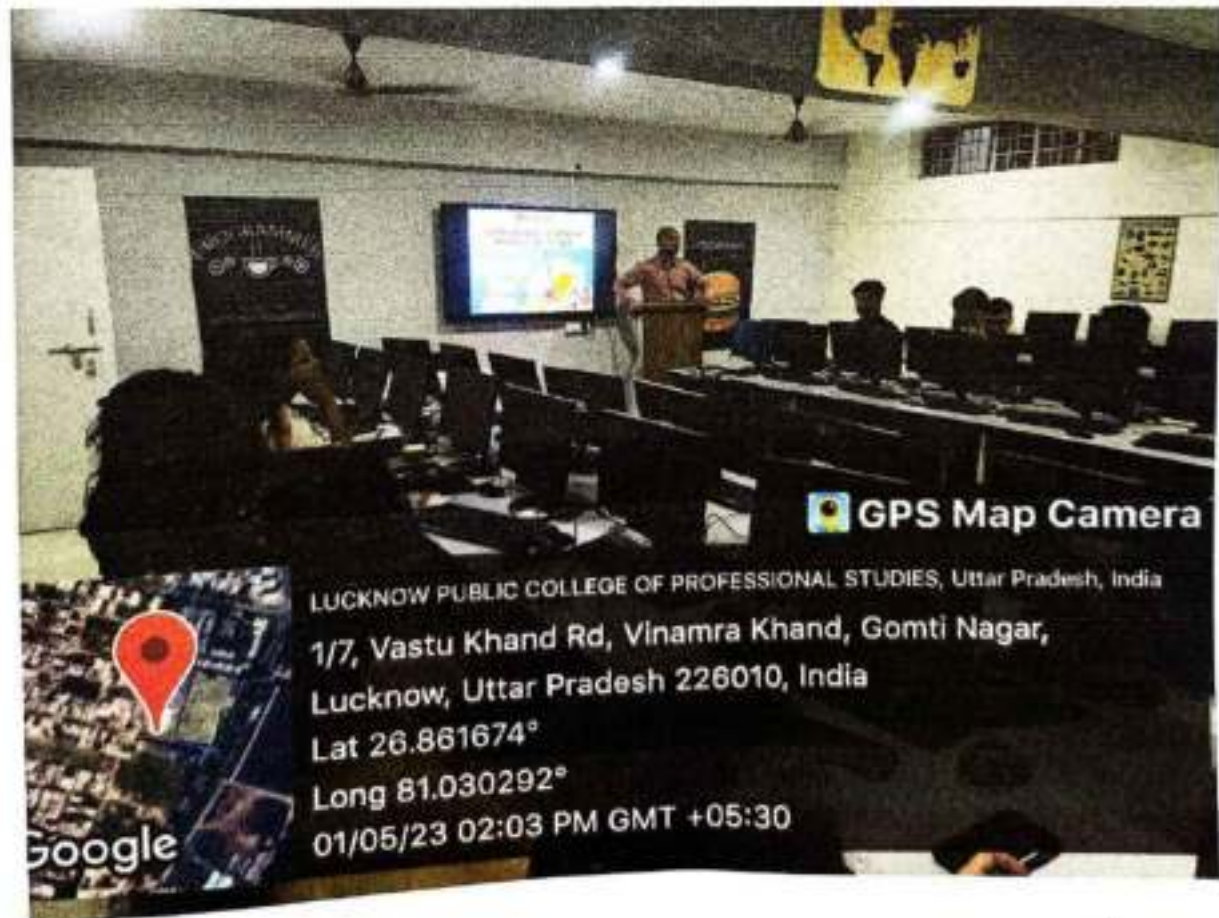 GPS Map Camera
LUCKNOW PUBLIC COLLEGE OF PROFESSIONAL STUDIES, Uttar Pradesh, India
1/7, Vastu Khand Rd, Vinamra Khand, Gomti Nagar,
Lucknow, Uttar Pradesh 226010, India
Lat 26.861674°
Long 81.030292°
01/05/23 02:03 PM GMT +05:30
Google